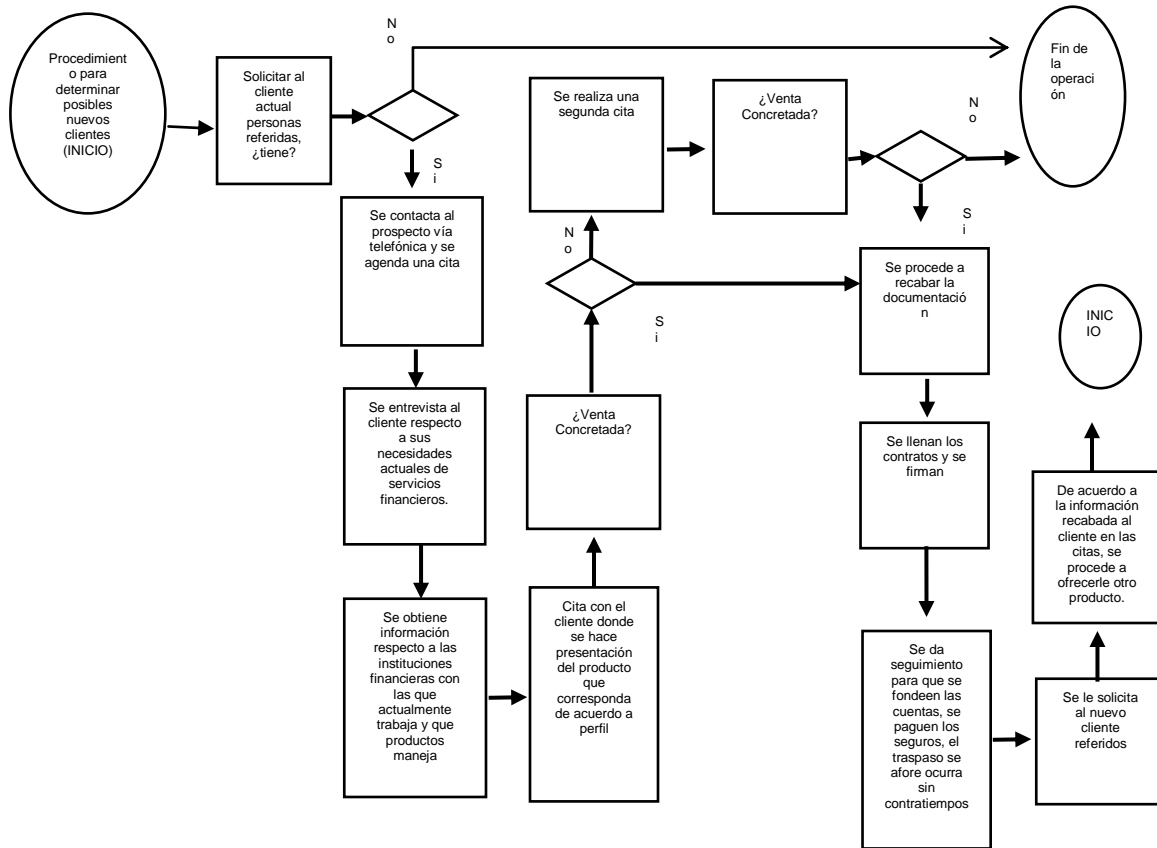 Procedimient
o para
determinar
posibles
nuevos
clientes
(INICIO)
Solicitar al
cliente
actual
personas
referidas,
¿tiene?
N
o
S
i
Se contacta al
prospecto vía
telefónica y se
agenda una cita
Se entrevista al
cliente respecto
a sus
necesidades
actuales de
servicios
financieros.
Se obtiene
información
respecto a las
instituciones
financieras con
las que
actualmente
trabaja y que
productos
maneja
Cita con el
cliente donde
se hace
presentación
del producto
que
corresponda
de acuerdo a
perfil
¿Venta
Concretada?
N
o
S
i
Se realiza una
segunda cita
¿Venta
Concretada?
N
o
S
i
Fin de
la
operaci
ón
Se procede a
recabar la
documentació
n
Se llenan los
contratos y se
firman
Se da
seguimiento
para que se
fondeen las
cuentas, se
paguen los
seguros, el
traspaso se
afore ocurra
sin
contratiempos
Se le solicita
al nuevo
cliente
referidos
De acuerdo a
la información
recabada al
cliente en las
citas, se
procede a
ofrecerle otro
producto.
INIC
IO